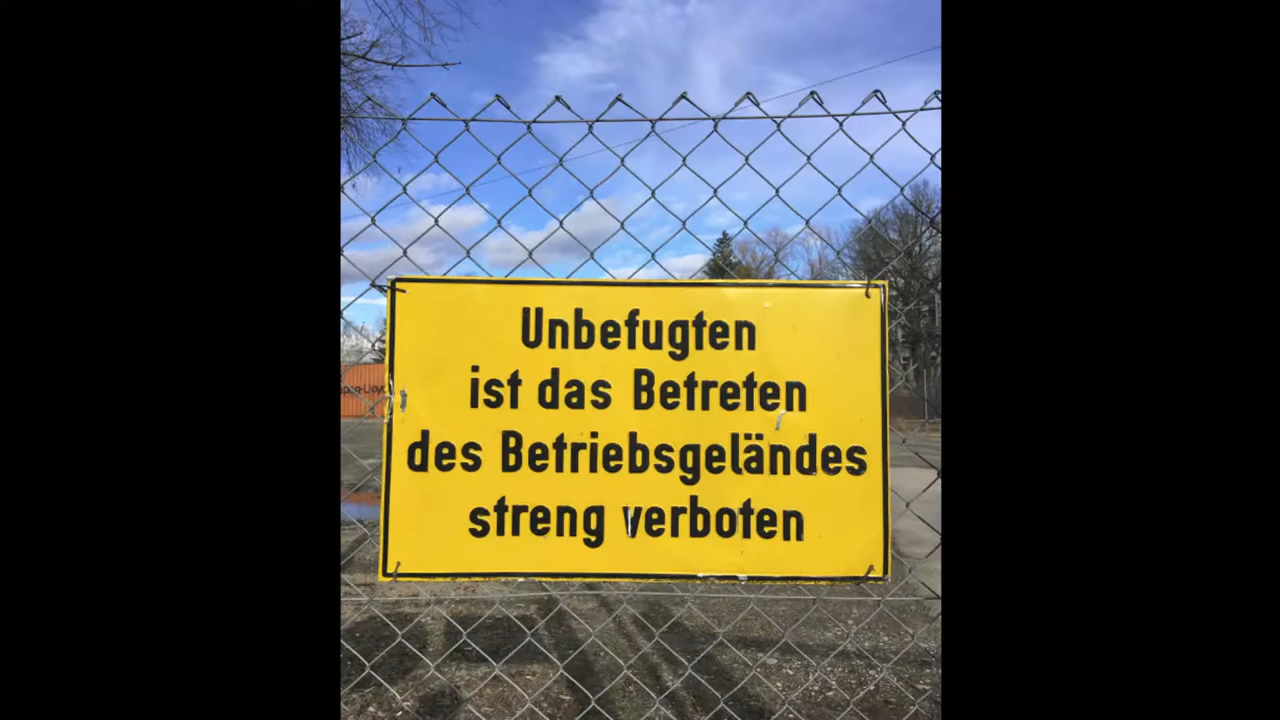 Unbefugten
ist das Betreten
des Betriebsgeländes
streng verboten